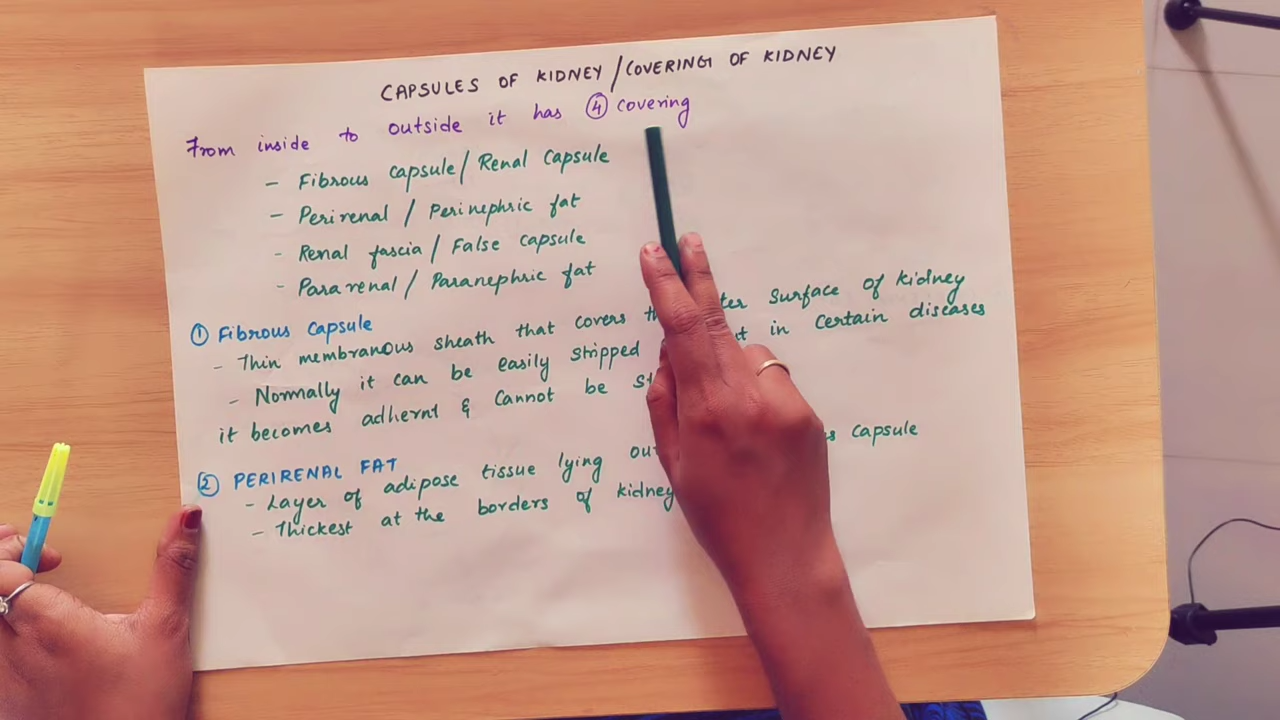 CAPSULES OF KIDNEY / COVERING OF KIDNEY
From inside to outside it has ④ covering
- Fibrous capsule / Renal Capsule
- Perirenal / Perinephric fat
- Renal fascia / False capsule
- Pararenal / Paranephric fat
① Fibrous capsule
- Thin membranous sheath that covers surface of kidney
- Normally it can be easily stripped in certain diseases
it becomes adhernt & cannot be
② PERIRENAL FAT
- Layer of adipose tissue lying capsule
- Thickest at the borders of kidney